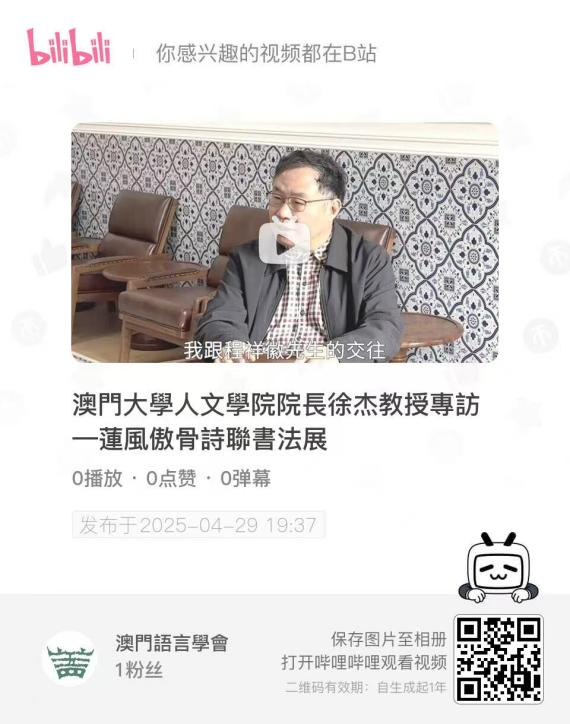 bilibili
你感兴趣的视频都在B站
我跟程祥徽先生的交往
澳門大學人文學院院長徐杰教授專訪
—蓮風傲骨詩聯書法展
0播放 · 0点赞 · 0弹幕
发布于2025-04-29 19:37
澳門語言學會
1粉丝
保存图片至相册
打开哔哩哔哩观看视频
二维码有效期：自生成起1年